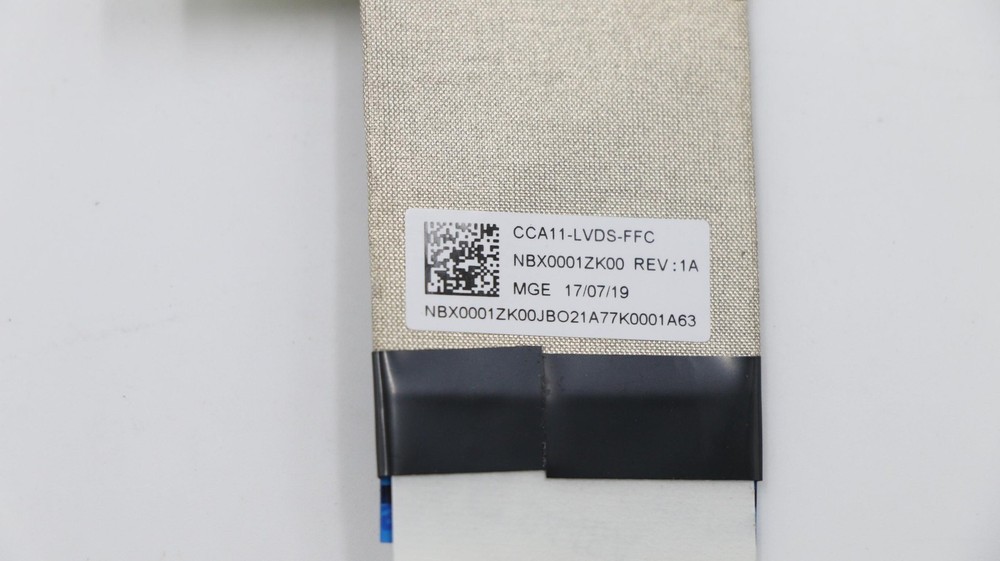 CCA11-LVDS-FFC
NBX0001ZK00 REV:1A
MGE 17/07/19
NBX0001ZK00JBO21A77K0001A63